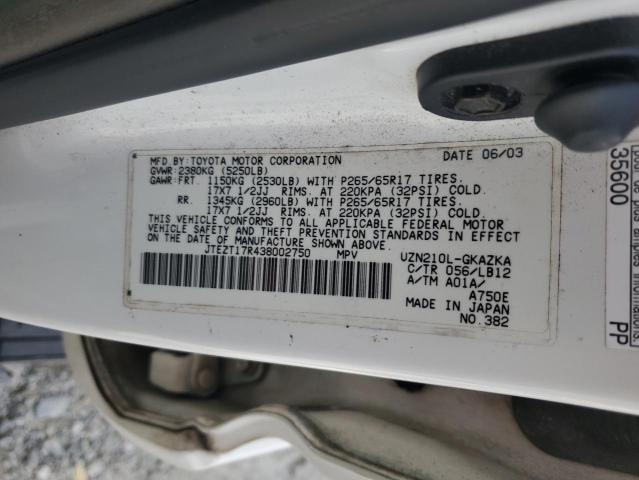 MFD. BY: TOYOTA MOTOR CORPORATION DATE 06/03
GVWR: 2380KG (5250LB)
GAWR: FRT. 1150KG (2530LB) WITH P265/65R17 TIRES.
17X7 1/2JJ RIMS. AT 220KPA (32PSI) COLD.
RR. 1345KG (2960LB) WITH P265/65R17 TIRES.
17X7 1/2JJ RIMS. AT 220KPA (32PSI) COLD.
THIS VEHICLE CONFORMS TO ALL APPLICABLE FEDERAL MOTOR
VEHICLE SAFETY AND THEFT PREVENTION STANDARDS IN
EFFECT ON THE DATE OF MANUFACTURE SHOWN ABOVE.
JTEZT17R438002750 MPV UZN210L-GKAZKA
C/TR 056/LB12
A/TM A01A/
A750E
MADE IN JAPAN
NO.382
35600
PP